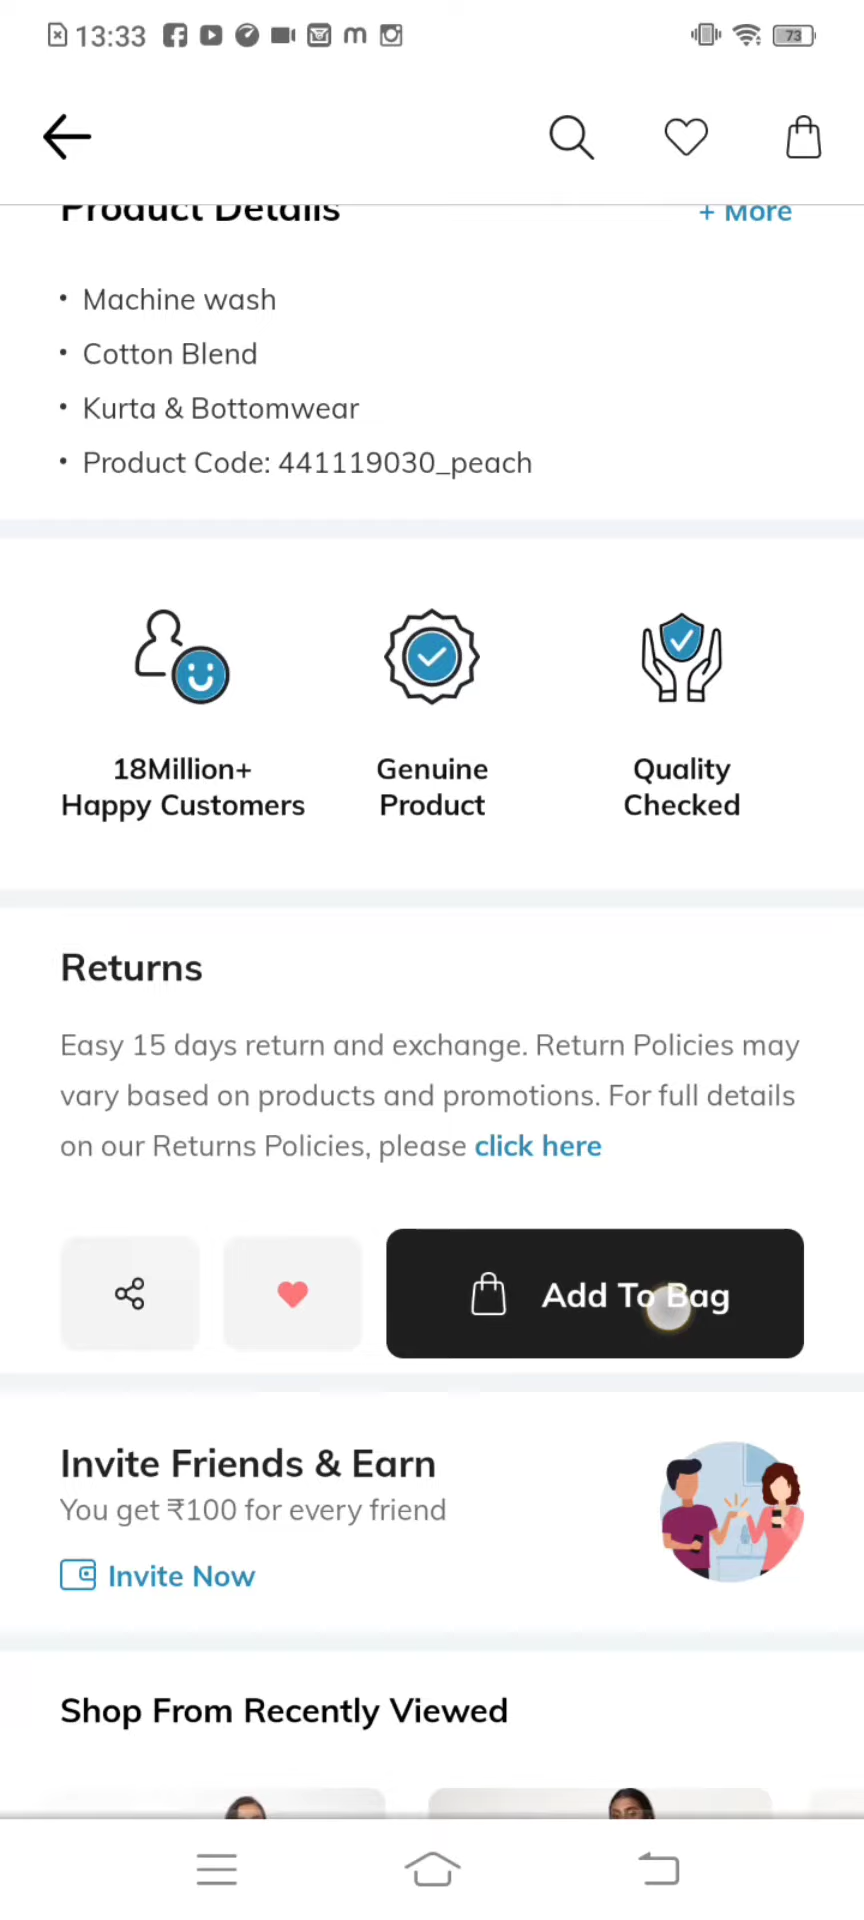 13:33
73
Product Details
+ More
• Machine wash
• Cotton Blend
• Kurta & Bottomwear
• Product Code: 441119030_peach
18Million+
Happy Customers
Genuine
Product
Quality
Checked
Returns
Easy 15 days return and exchange. Return Policies may
vary based on products and promotions. For full details
on our Returns Policies, please click here
Add To Bag
Invite Friends & Earn
You get ₹100 for every friend
Invite Now
Shop From Recently Viewed